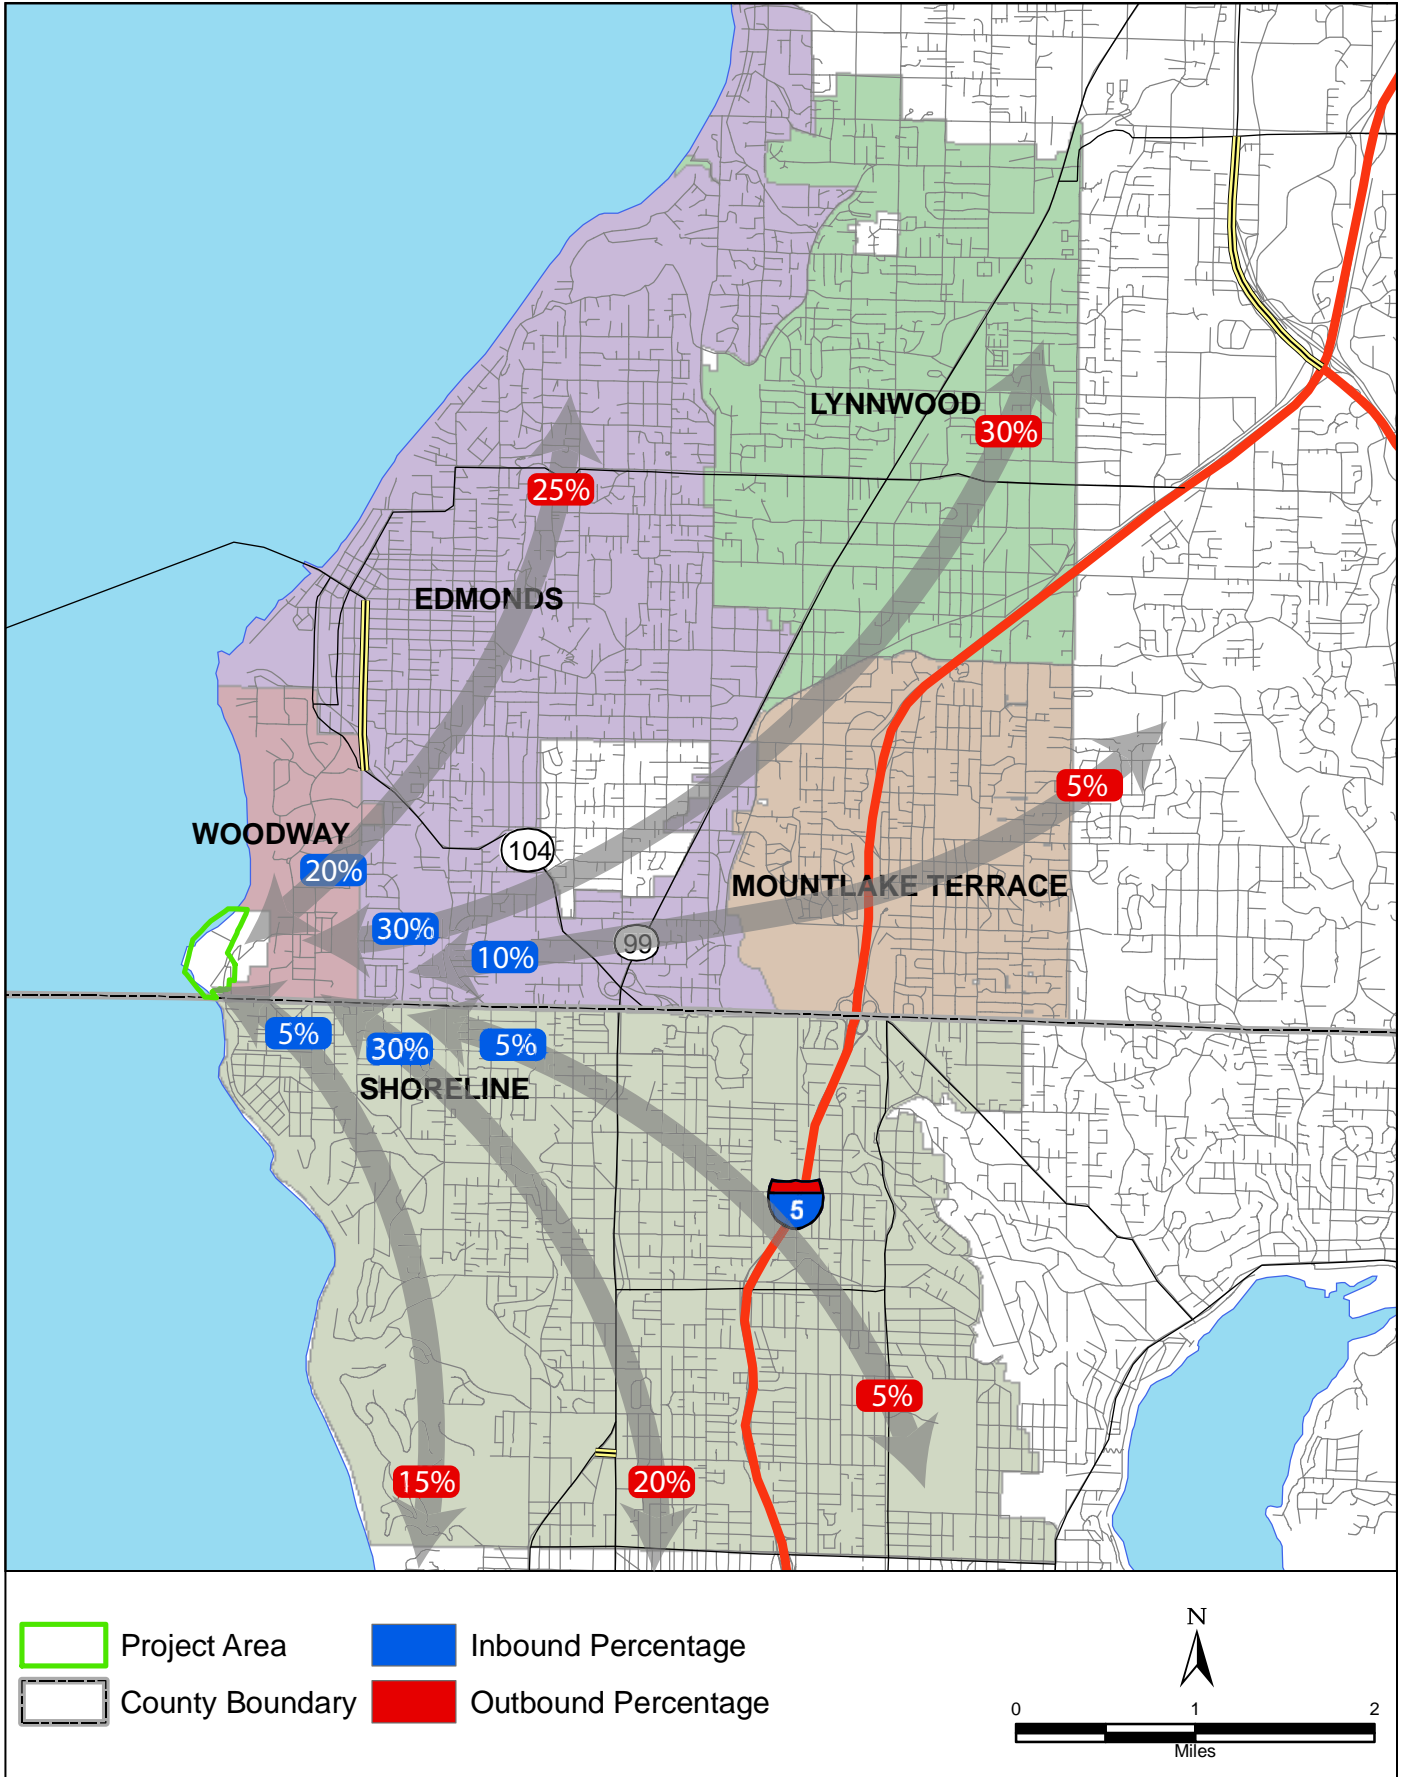 LYNNWOOD
30%
25%
EDMONDS
5%
WOODWAY
20%
104
MOUNTLAKE TERRACE
30%
99
10%
5%
30%
5%
SHORELINE
5
5%
15%
20%
N
Project Area
Inbound Percentage
County Boundary
Outbound Percentage
0 1 2
Miles